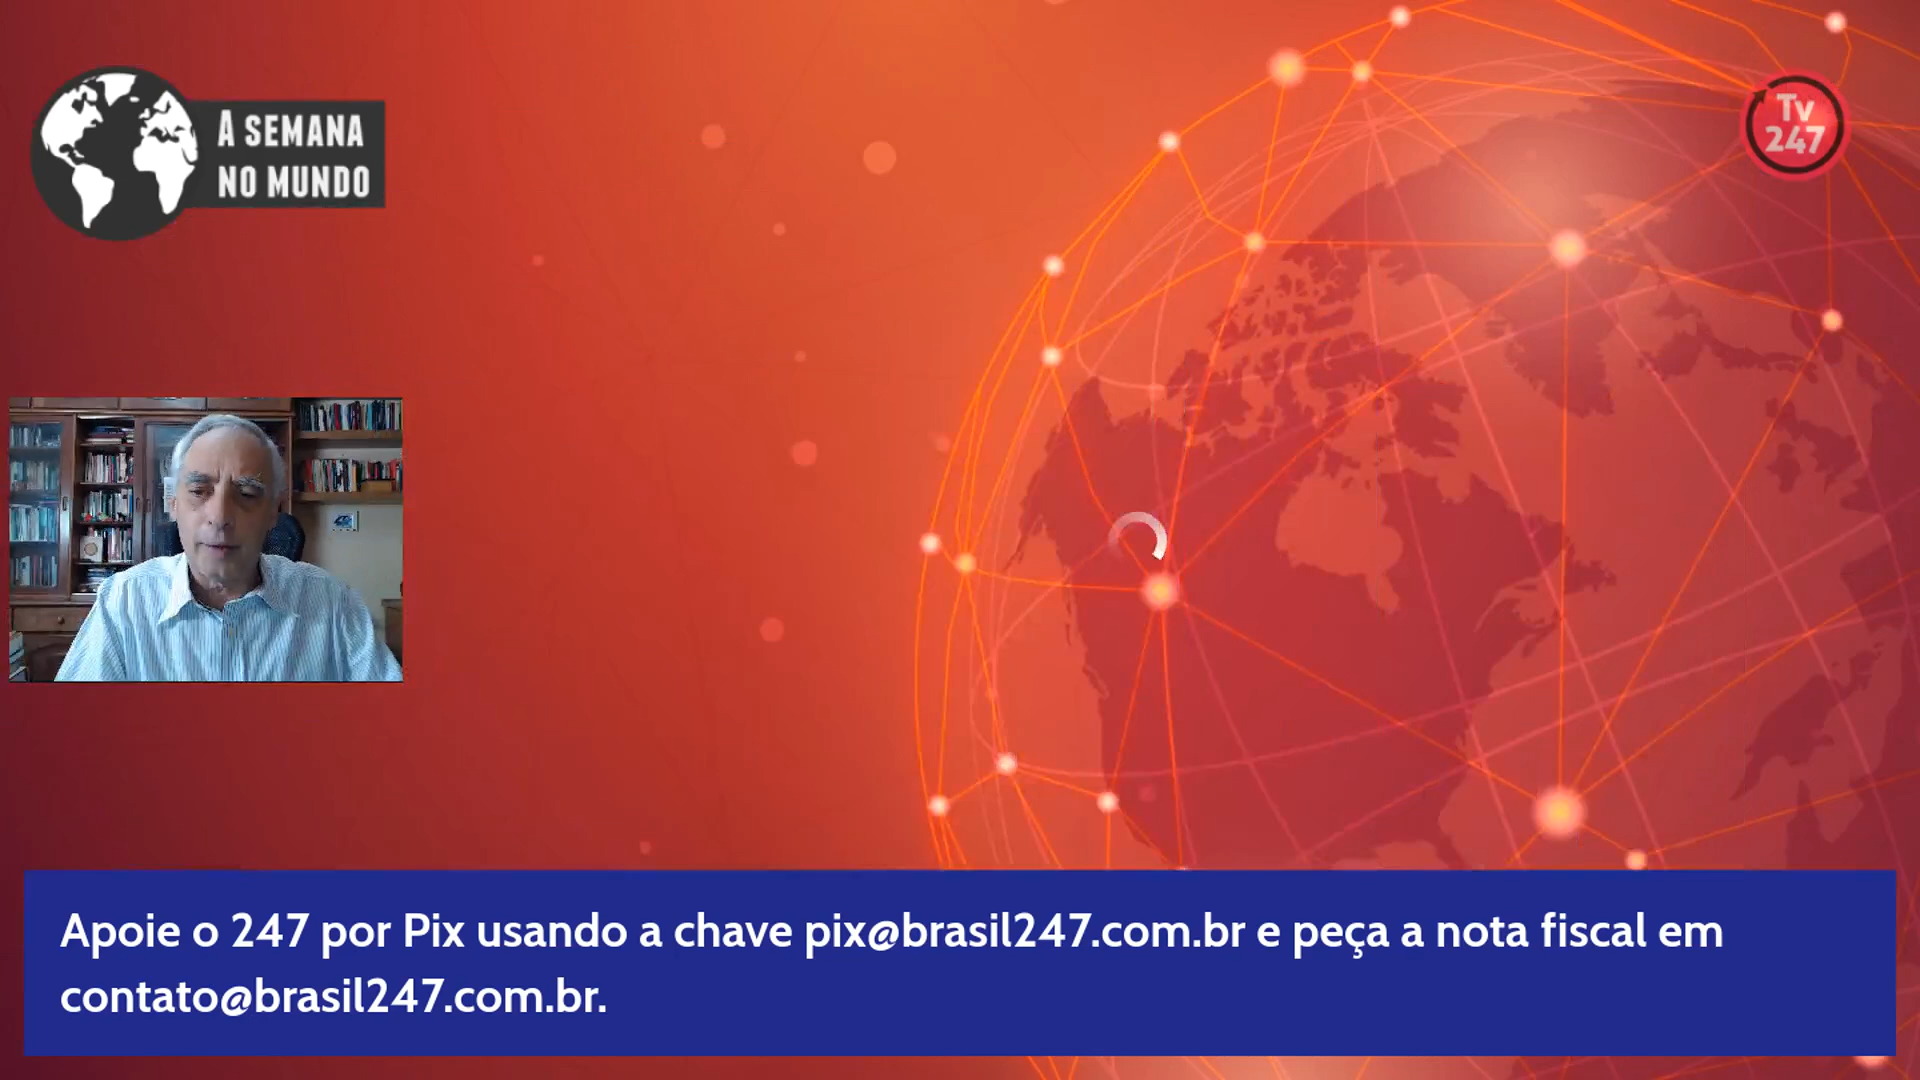 A SEMANA
NO MUNDO
Tv
247
Apoie o 247 por Pix usando a chave pix@brasil247.com.br e peça a nota fiscal em
contato@brasil247.com.br.